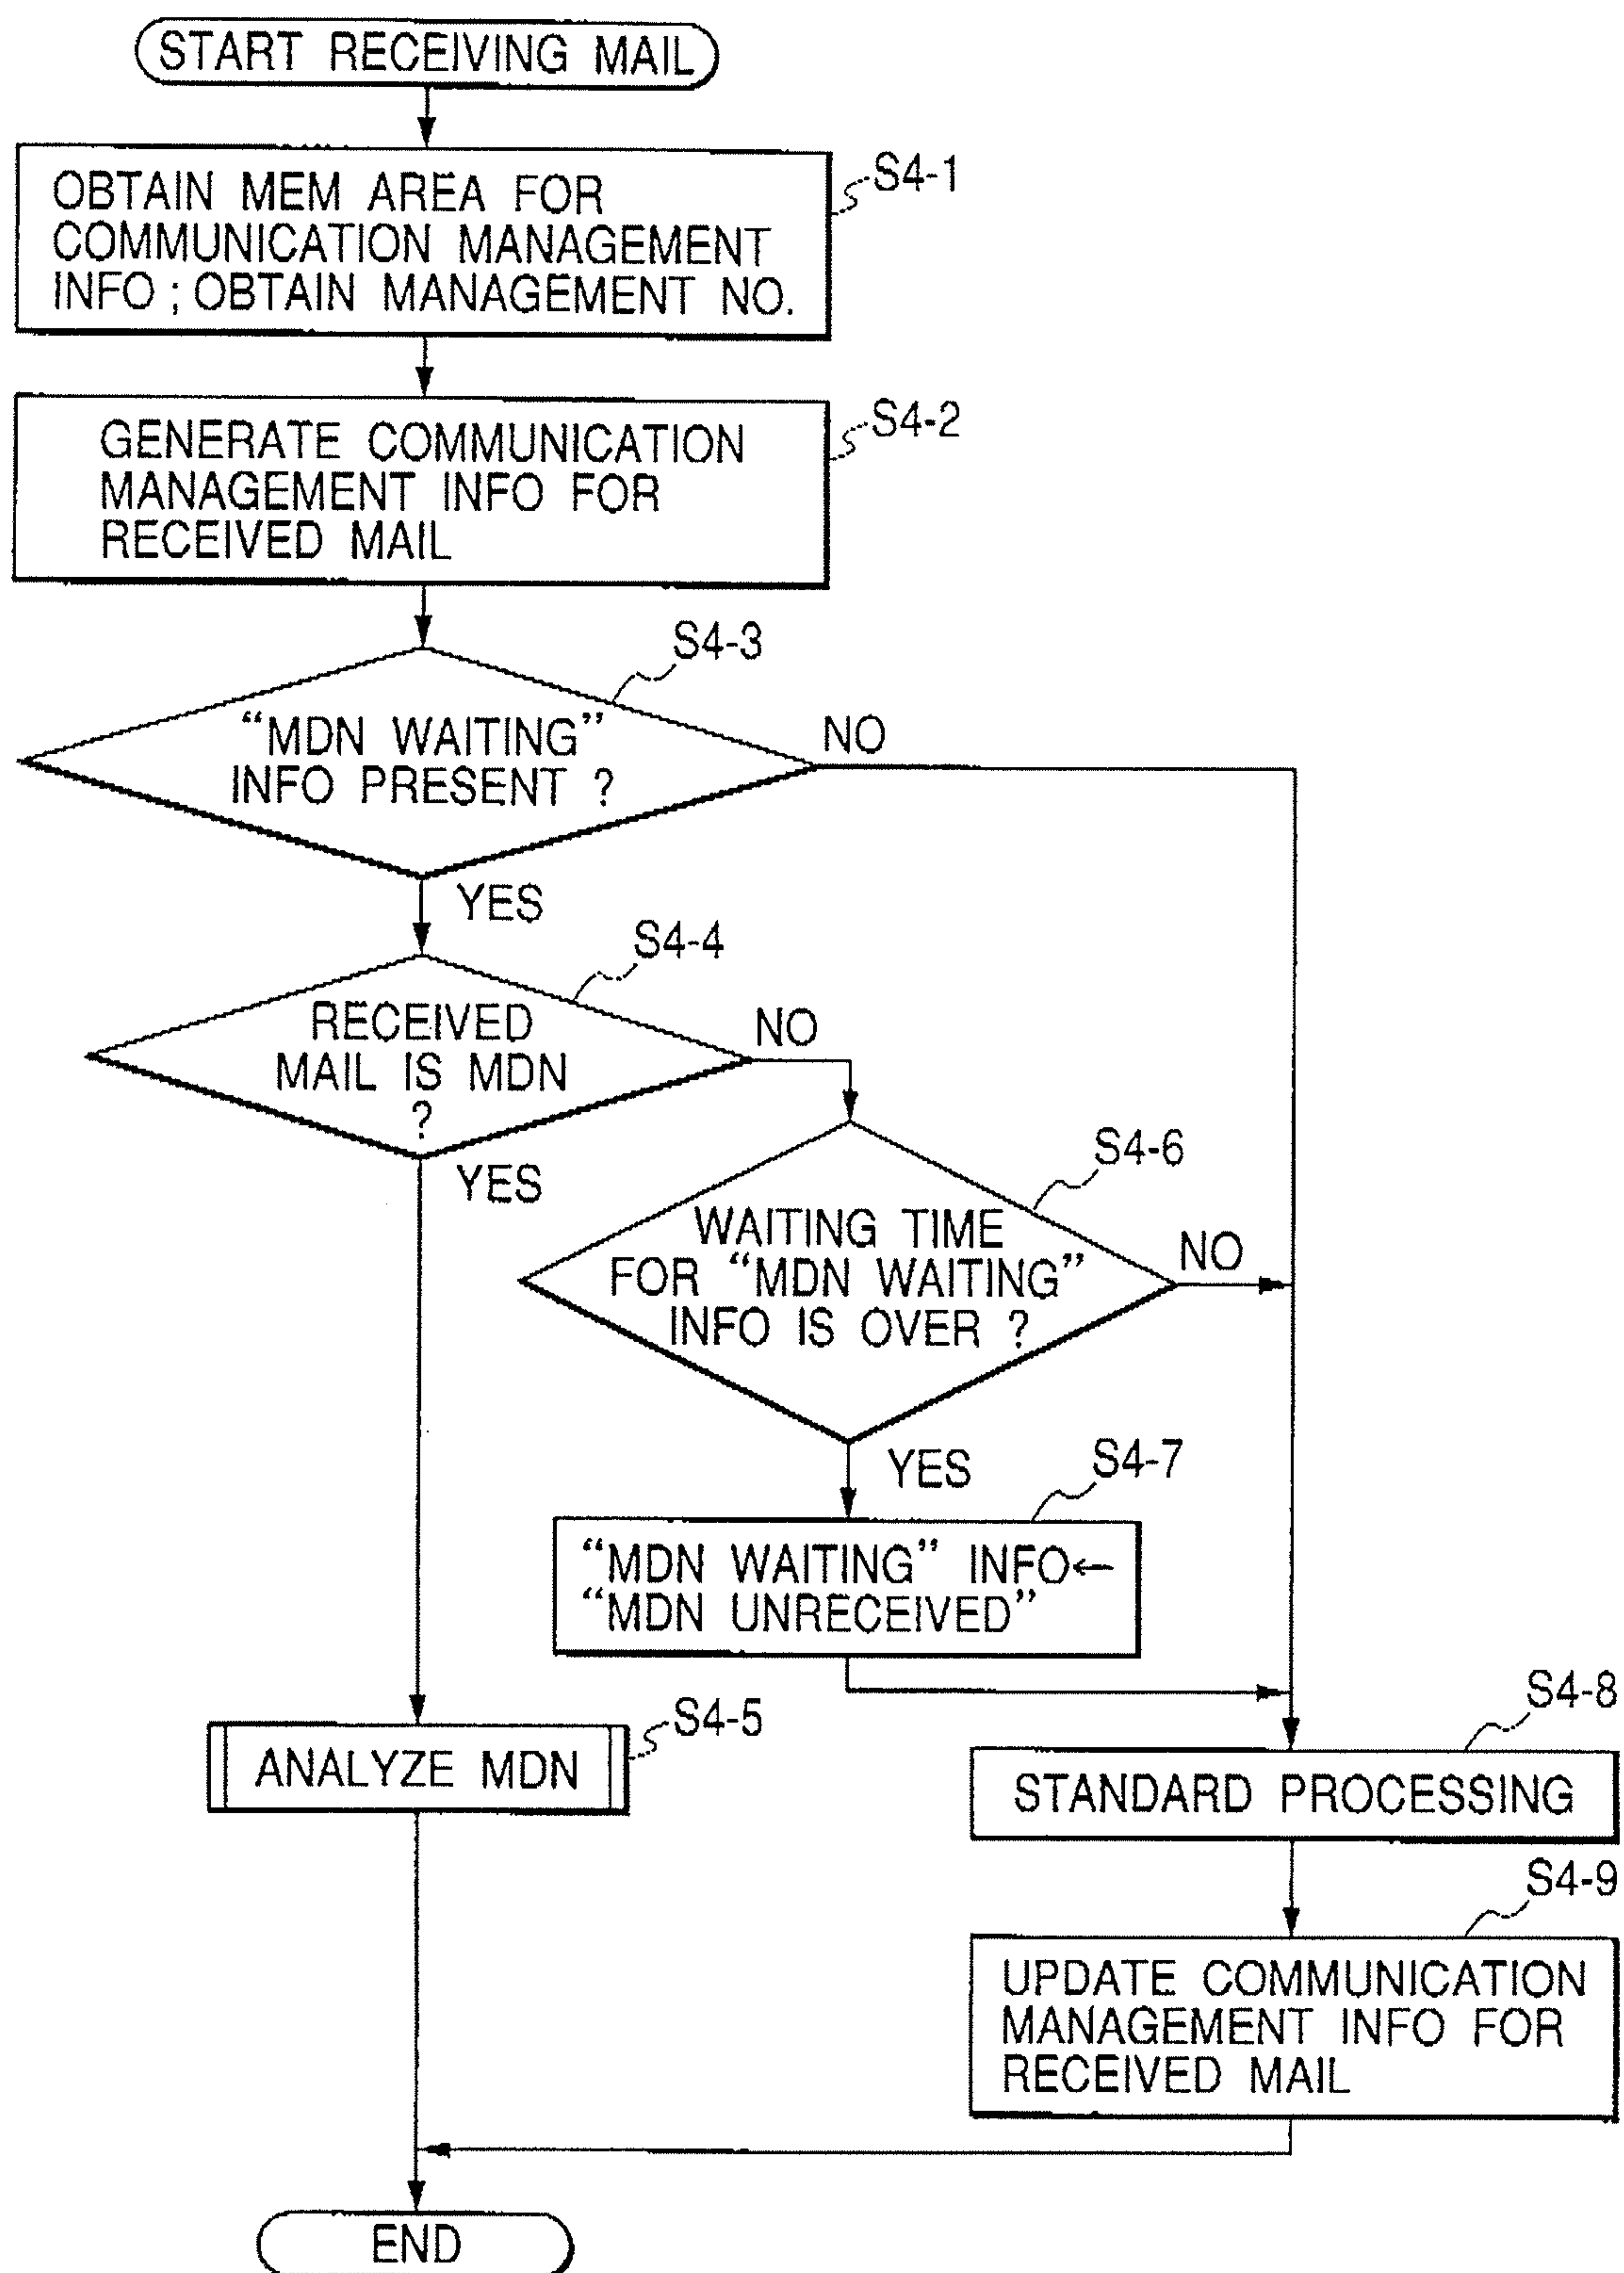 START RECEIVING MAIL
S4-1
OBTAIN MEM AREA FOR
COMMUNICATION MANAGEMENT
INFO ; OBTAIN MANAGEMENT NO.
S4-2
GENERATE COMMUNICATION
MANAGEMENT INFO FOR
RECEIVED MAIL
S4-3
“MDN WAITING”
INFO PRESENT ?
NO
YES
S4-4
RECEIVED
MAIL IS MDN
?
NO
YES
S4-6
WAITING TIME
FOR “MDN WAITING”
INFO IS OVER ?
NO
YES
S4-7
“MDN WAITING” INFO←
“MDN UNRECEIVED”
S4-5
ANALYZE MDN
S4-8
STANDARD PROCESSING
S4-9
UPDATE COMMUNICATION
MANAGEMENT INFO FOR
RECEIVED MAIL
END